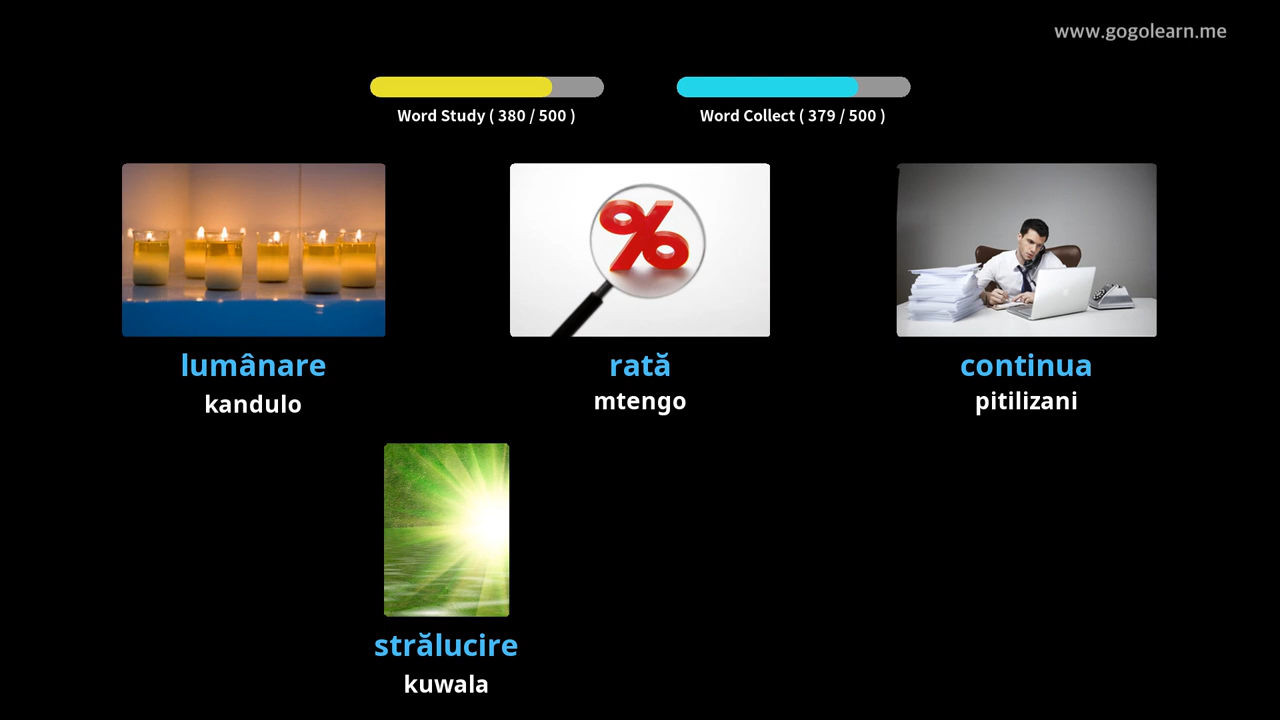 www.gogolearn.me
Word Study ( 380 / 500 )
Word Collect ( 379 / 500 )
lumânare
kandulo
rată
mtengo
continua
pitilizani
strălucire
kuwala